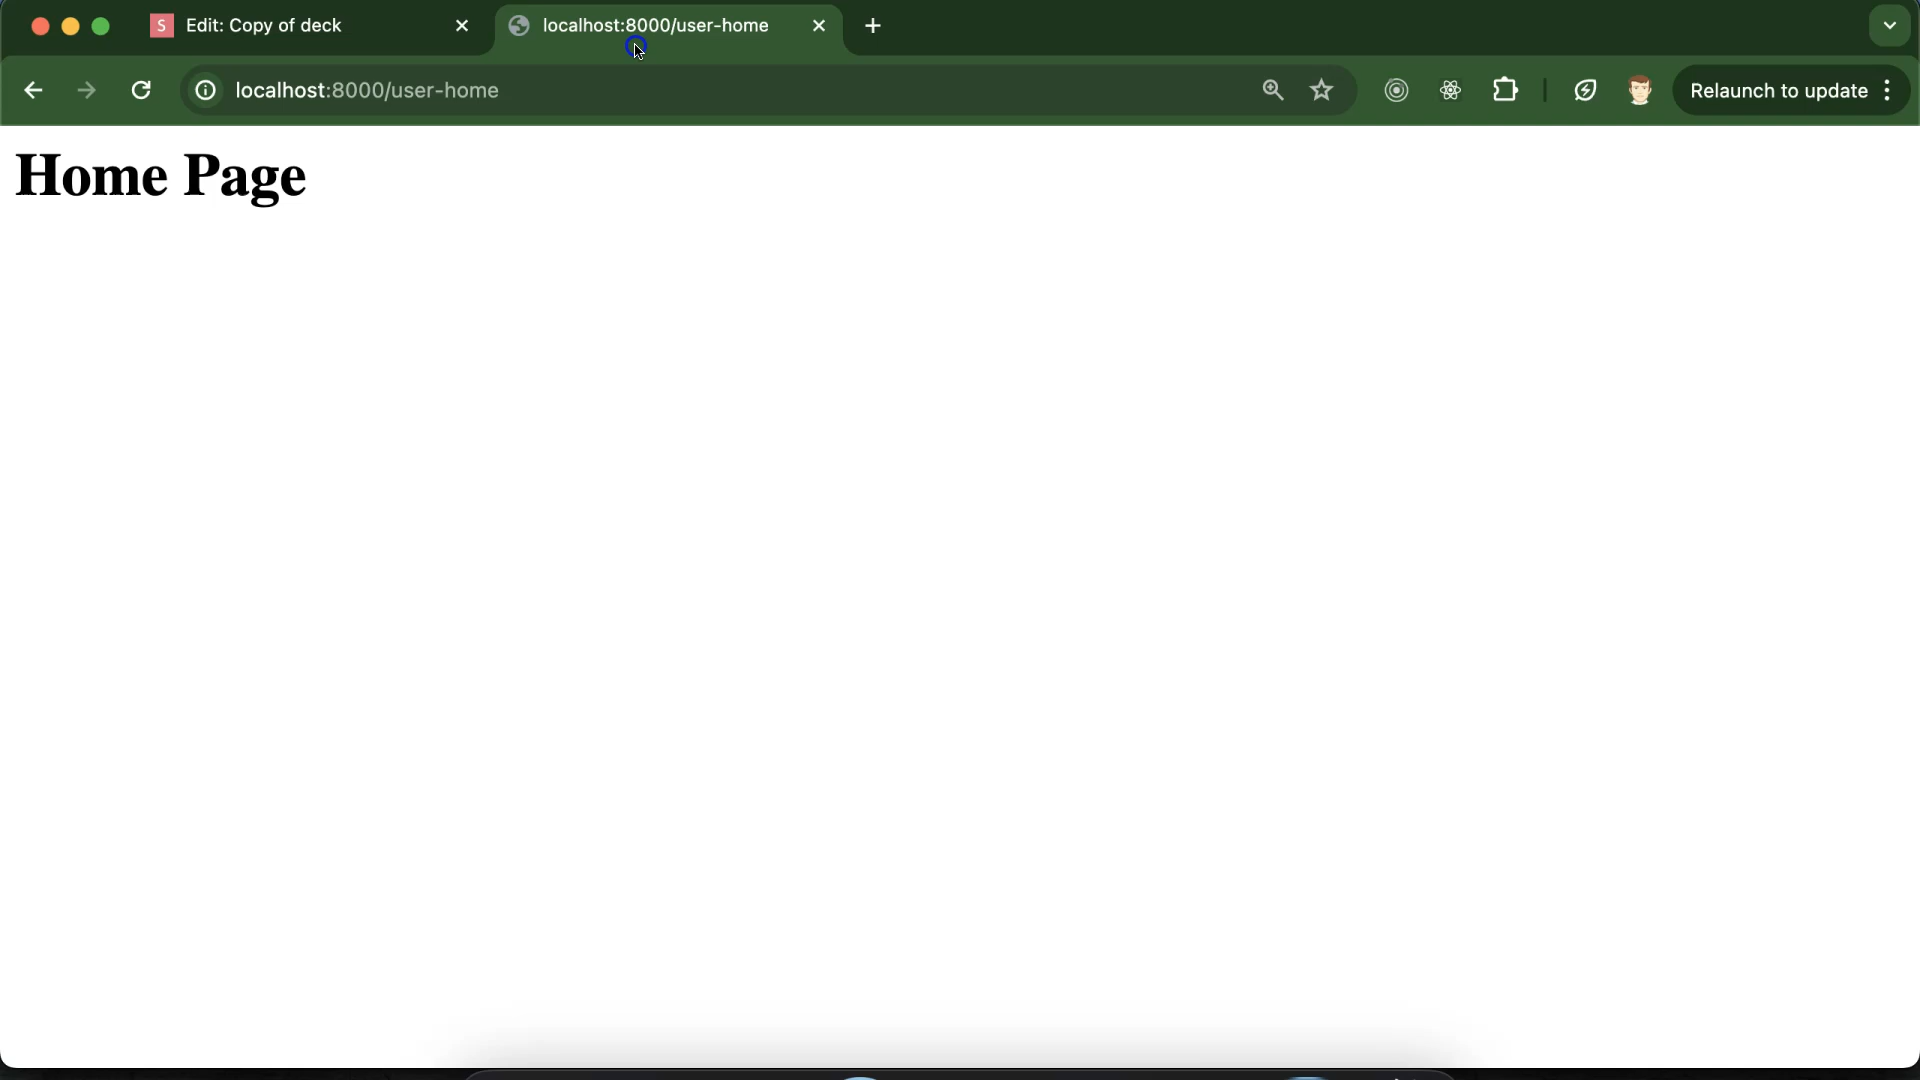 S Edit: Copy of deck
localhost:8000/user-home
localhost:8000/user-home
Relaunch to update
Home Page